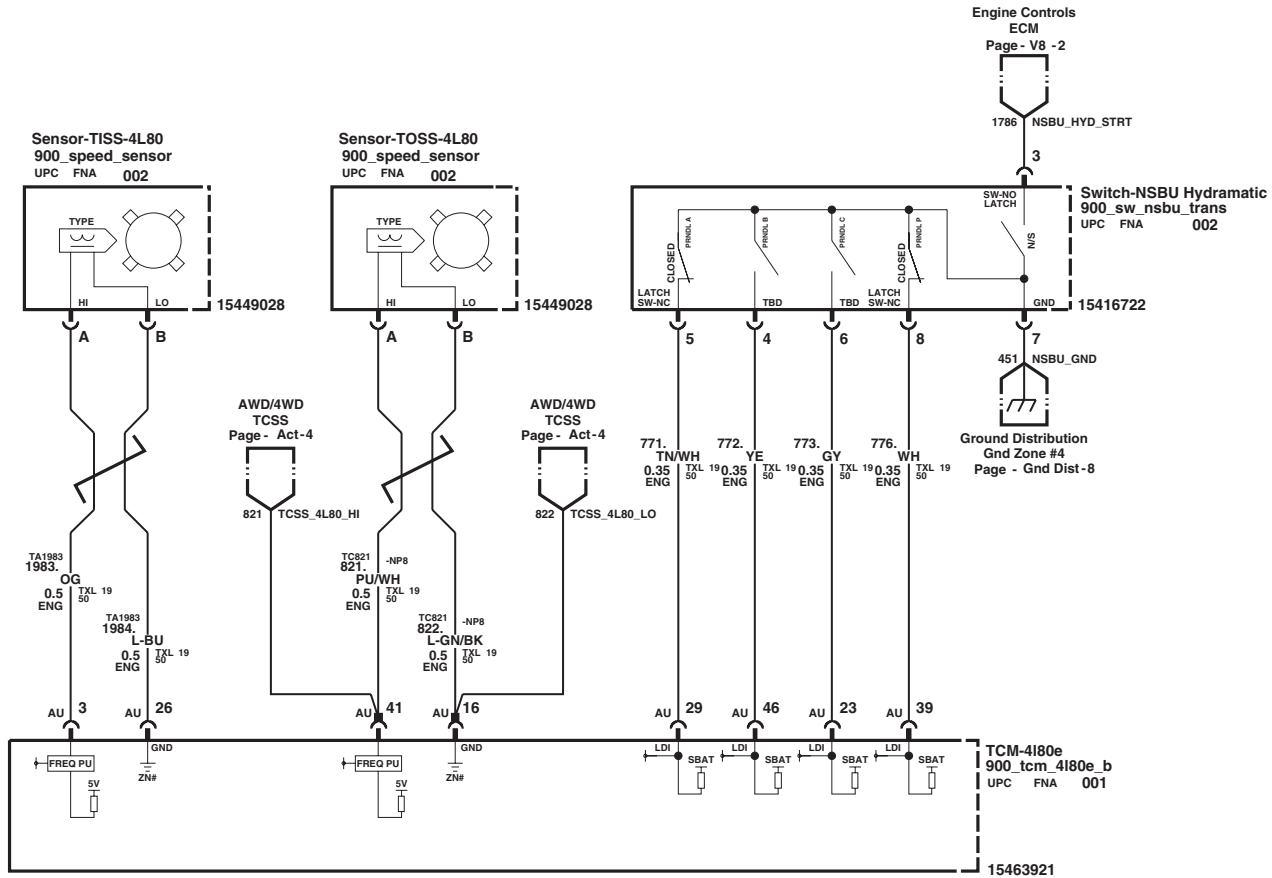 Engine Controls
ECM
Page - V8 -2
1786 NSBU_HYD_STRT
3
Sensor-TISS-4L80
900_speed_sensor
UPC FNA 002
TYPE
HI LO
15449028
A B
Sensor-TOSS-4L80
900_speed_sensor
UPC FNA 002
TYPE
HI LO
15449028
A B
Switch-NSBU Hydramatic
900_sw_nsbu_trans
UPC FNA 002
SW-NO
LATCH
N/S
PRNDL A
PRNDL B
PRNDL C
PRNDL P
CLOSED
CLOSED
LATCH
SW-NC
TBD
TBD
LATCH
SW-NC
GND
15416722
5 4 6 8 7
451 NSBU_GND
Ground Distribution
Gnd Zone #4
Page - Gnd Dist-8
AWD/4WD
TCSS
Page - Act-4
821 TCSS_4L80_HI
AWD/4WD
TCSS
Page - Act-4
822 TCSS_4L80_LO
771.
TN/WH
0.35 TXL 19
50
ENG
772.
YE
0.35 TXL 19
50
ENG
773.
GY
0.35 TXL 19
50
ENG
776.
WH
0.35 TXL 19
50
ENG
TA1983
1983.
OG
0.5 TXL 19
50
ENG
TA1983
1984.
L-BU
0.5 TXL 19
50
ENG
TC821 -NP8
821.
PU/WH
0.5 TXL 19
50
ENG
TC821 -NP8
822.
L-GN/BK
0.5 TXL 19
50
ENG
AU 3 AU 26 AU 41 AU 16 AU 29 AU 46 AU 23 AU 39
FREQ PU
5V
GND
ZN#
FREQ PU
5V
GND
ZN#
LDI SBAT
LDI SBAT
LDI SBAT
LDI SBAT
TCM-4l80e
900_tcm_4l80e_b
UPC FNA 001
15463921